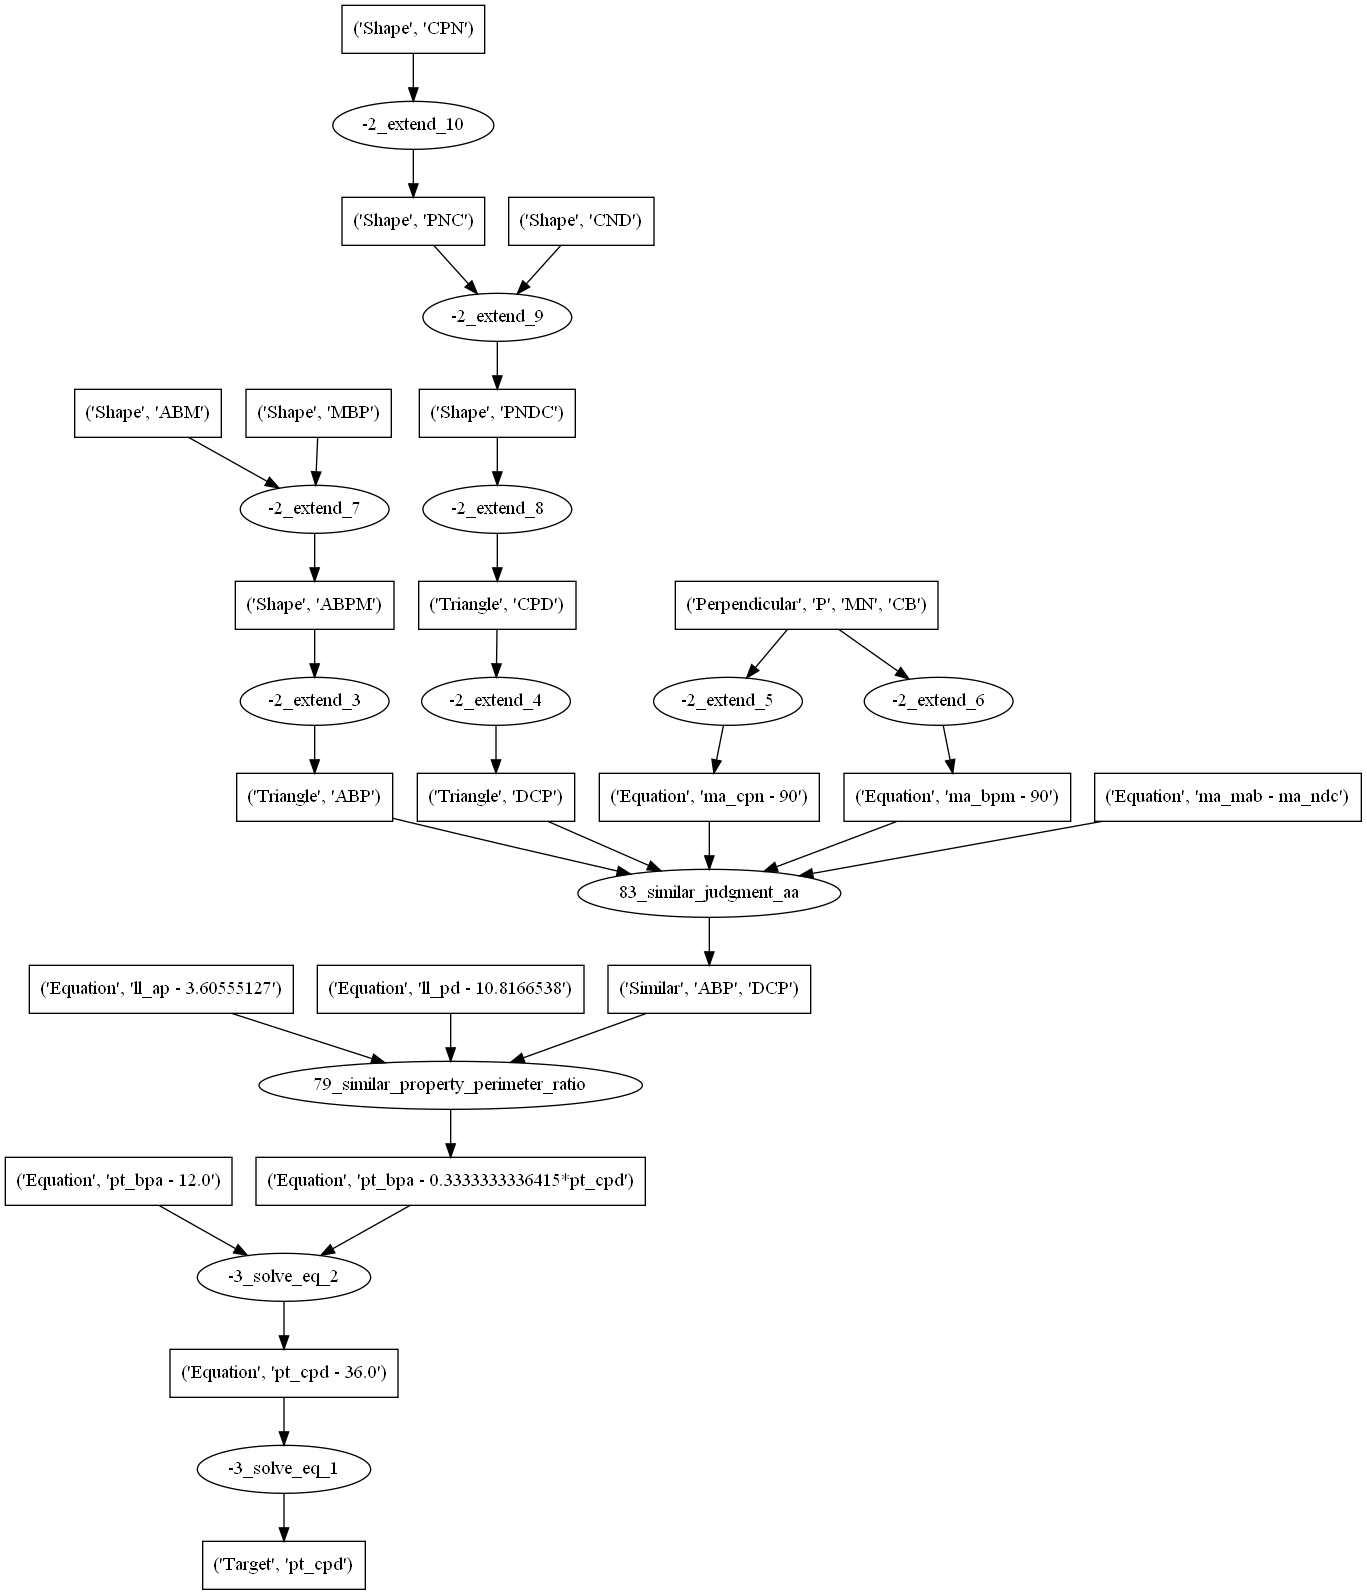 ('Shape', 'CPN')
-2_extend_10
('Shape', 'PNC')
('Shape', 'CND')
-2_extend_9
('Shape', 'ABM')
('Shape', 'MBP')
('Shape', 'PNDC')
-2_extend_7
-2_extend_8
('Shape', 'ABPM')
('Triangle', 'CPD')
('Perpendicular', 'P', 'MN', 'CB')
-2_extend_3
-2_extend_4
-2_extend_5
-2_extend_6
('Triangle', 'ABP')
('Triangle', 'DCP')
('Equation', 'ma_cpn - 90')
('Equation', 'ma_bpm - 90')
('Equation', 'ma_mab - ma_ndc')
83_similar_judgment_aa
('Equation', 'll_ap - 3.60555127')
('Equation', 'll_pd - 10.8166538')
('Similar', 'ABP', 'DCP')
79_similar_property_perimeter_ratio
('Equation', 'pt_bpa - 12.0')
('Equation', 'pt_bpa - 0.3333333336415*pt_cpd')
-3_solve_eq_2
('Equation', 'pt_cpd - 36.0')
-3_solve_eq_1
('Target', 'pt_cpd')